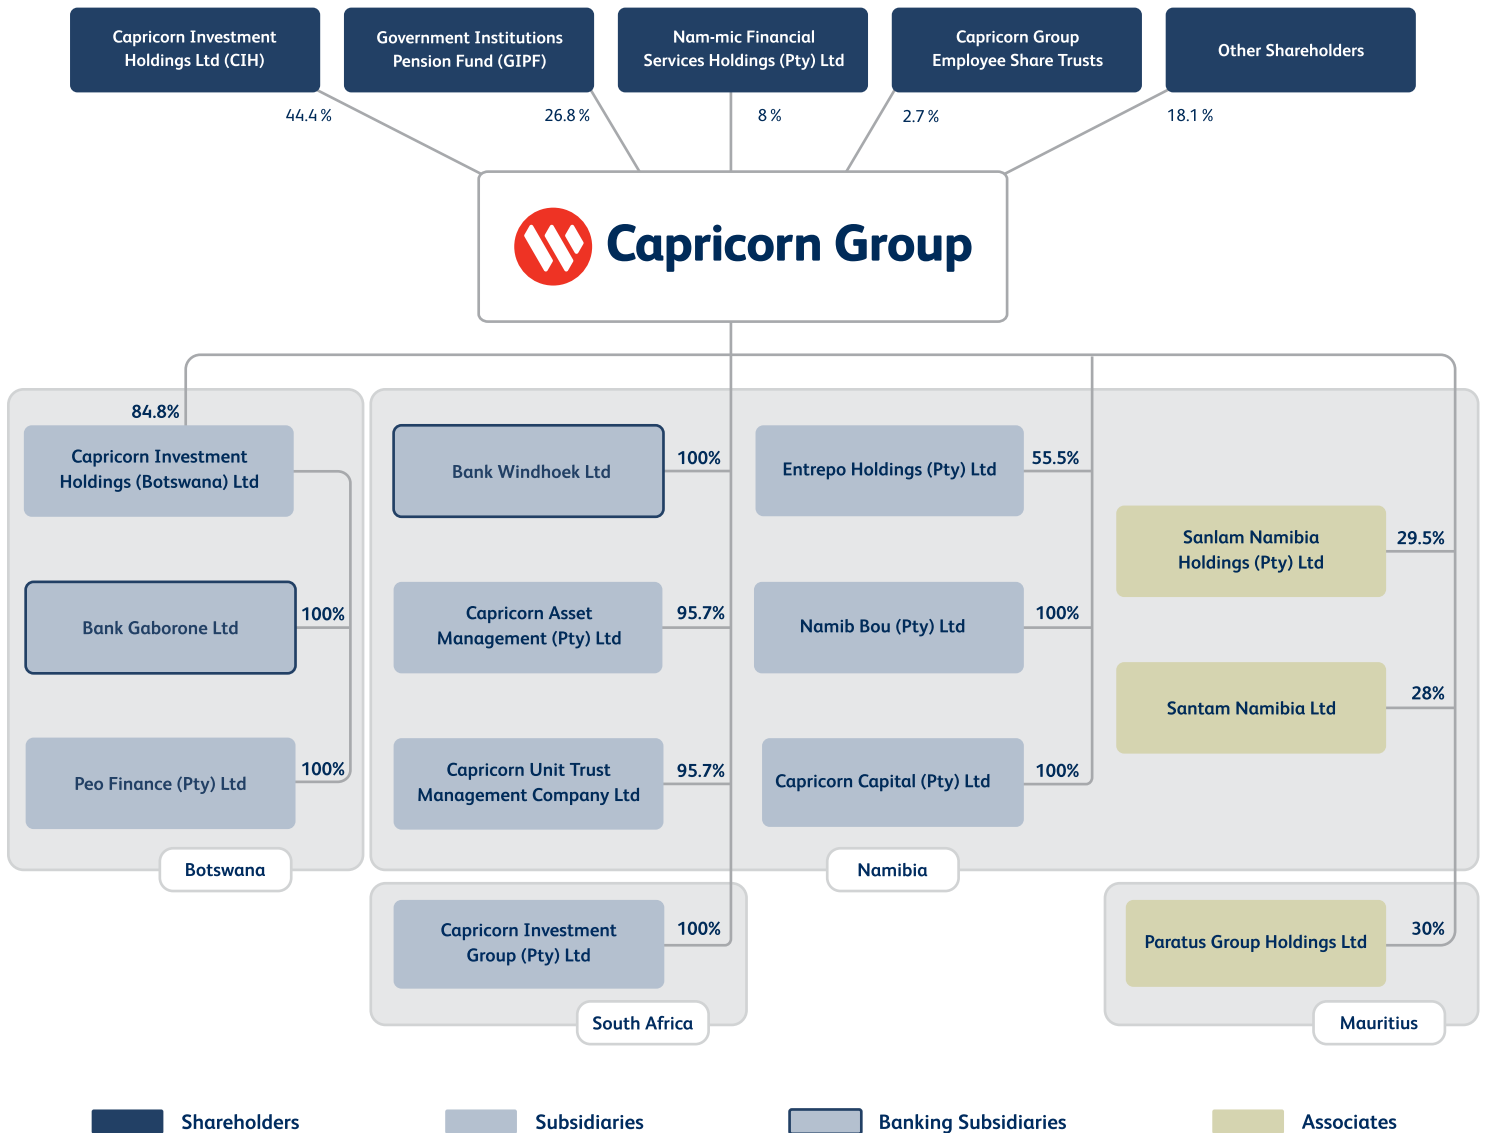 Capricorn Investment
Holdings Ltd (CIH)
Government Institutions
Pension Fund (GIPF)
Nam-mic Financial
Services Holdings (Pty) Ltd
Capricorn Group
Employee Share Trusts
Other Shareholders
44.4 %
26.8 %
8 %
2.7 %
18.1 %
Capricorn Group
84.8%
Capricorn Investment
Holdings (Botswana) Ltd
Bank Gaborone Ltd
100%
Peo Finance (Pty) Ltd
100%
Botswana
Bank Windhoek Ltd
100%
Capricorn Asset
Management (Pty) Ltd
95.7%
Capricorn Unit Trust
Management Company Ltd
95.7%
Entrepo Holdings (Pty) Ltd
55.5%
Namib Bou (Pty) Ltd
100%
Capricorn Capital (Pty) Ltd
100%
Sanlam Namibia
Holdings (Pty) Ltd
29.5%
Santam Namibia Ltd
28%
Namibia
Capricorn Investment
Group (Pty) Ltd
100%
South Africa
Paratus Group Holdings Ltd
30%
Mauritius
Shareholders
Subsidiaries
Banking Subsidiaries
Associates